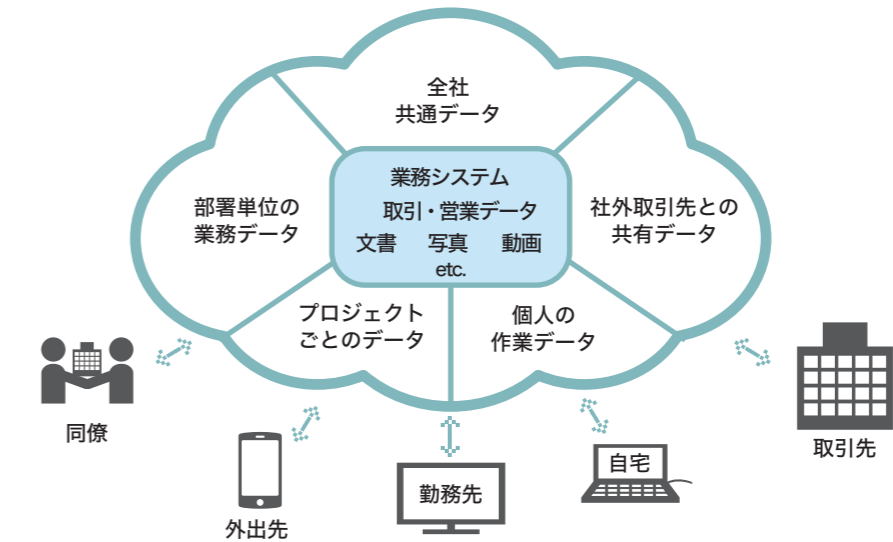 全社
共通データ
業務システム
取引・営業データ
文書 写真 動画
etc.
部署単位の
業務データ
社外取引先との
共有データ
プロジェクト
ごとのデータ
個人の
作業データ
同僚
外出先
勤務先
自宅
取引先